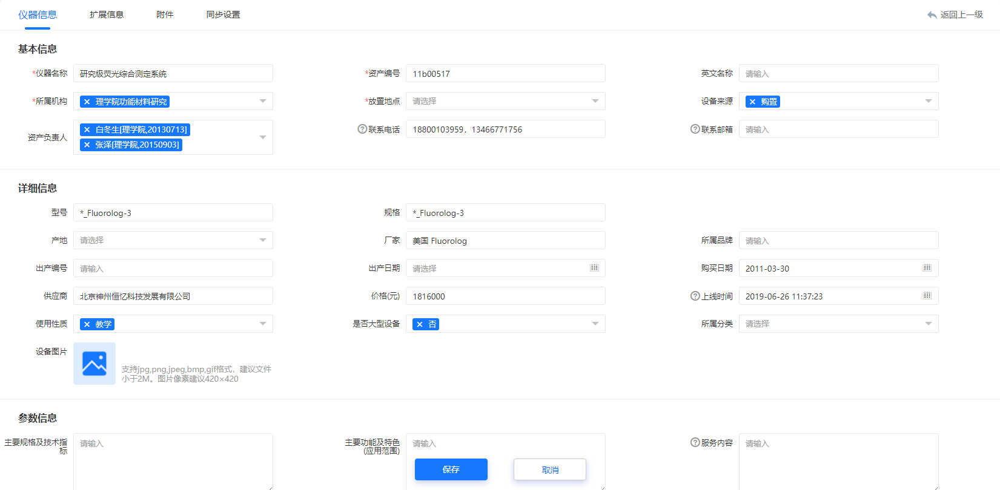 仪器信息
扩展信息
附件
同步设置
返回上一级
基本信息
*仪器名称
研究级荧光综合测定系统
*资产编号
11b00517
英文名称
请输入
*所属机构
× 理学院功能材料研究
*放置地点
请选择
设备来源
× 购置
资产负责人
× 白冬生[理学院,20130713]
× 张泽[理学院,20150903]
?联系电话
18800103959，13466771756
?联系邮箱
请输入
详细信息
型号
*_Fluorolog-3
规格
*_Fluorolog-3
产地
请选择
厂家
美国 Fluorolog
所属品牌
请输入
出产编号
请输入
出产日期
请选择
购买日期
2011-03-30
供应商
北京神州恒忆科技发展有限公司
价格(元)
1816000
?上线时间
2019-06-26 11:37:23
使用性质
× 教学
是否大型设备
× 否
所属分类
请选择
设备图片
支持jpg,png,jpeg,bmp,gif格式，建议文件
小于2M。图片像素建议420×420
参数信息
主要规格及技术指
标
请输入
主要功能及特色
(应用范围)
请输入
?服务内容
请输入
保存
取消